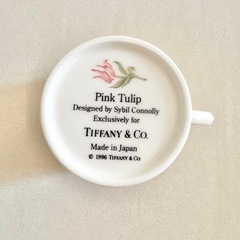 Pink Tulip
Designed by Sybil Connolly
Exclusively for
TIFFANY & CO.
Made in Japan
© 1996 TIFFANY & CO.